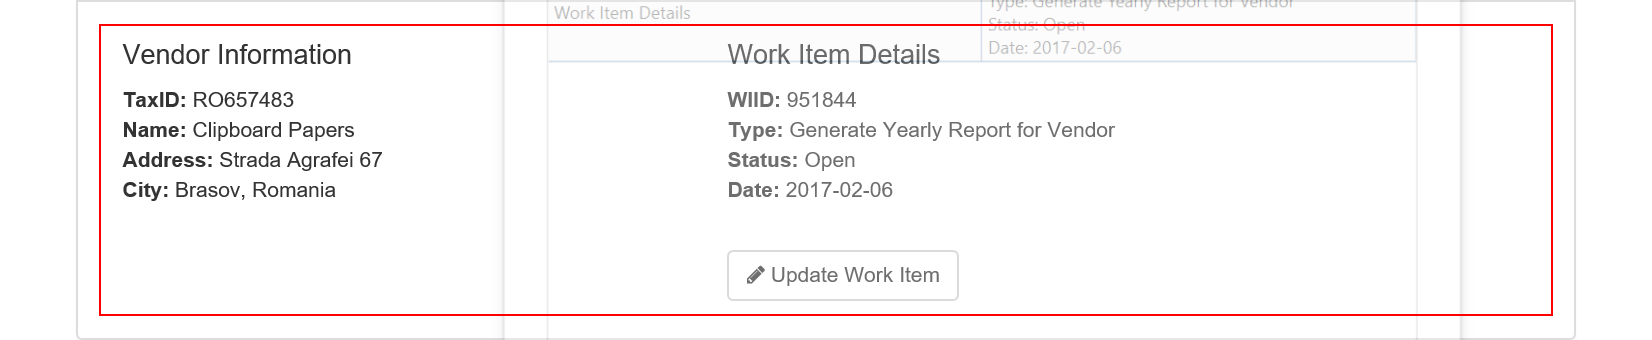 Work Item Details
Type: Generate Yearly Report for Vendor
Status: Open
Date: 2017-02-06
Vendor Information
TaxID: RO657483
Name: Clipboard Papers
Address: Strada Agrafei 67
City: Brasov, Romania
Work Item Details
WIID: 951844
Type: Generate Yearly Report for Vendor
Status: Open
Date: 2017-02-06
Update Work Item